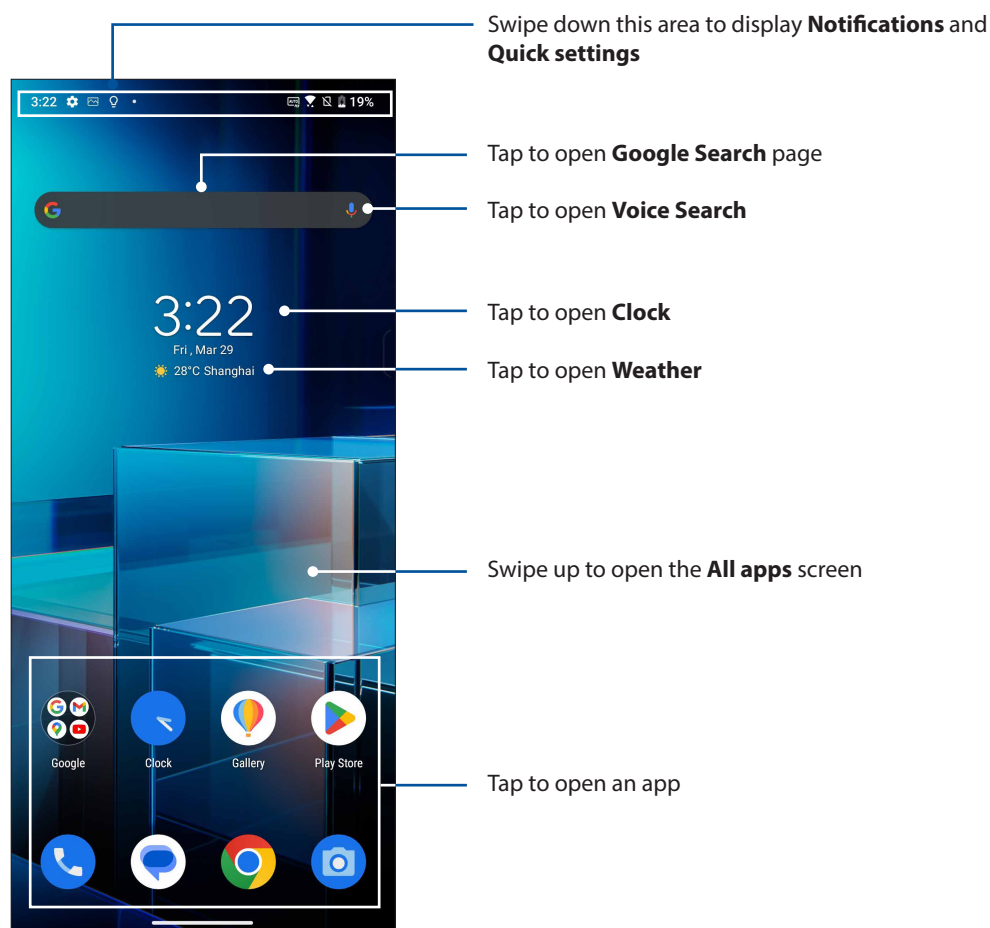 Swipe down this area to display Notifications and
Quick settings
3:22
19%
Tap to open Google Search page
Tap to open Voice Search
3:22
Tap to open Clock
Fri , Mar 29
28°C Shanghai
Tap to open Weather
Swipe up to open the All apps screen
Google Clock Gallery Play Store
Tap to open an app